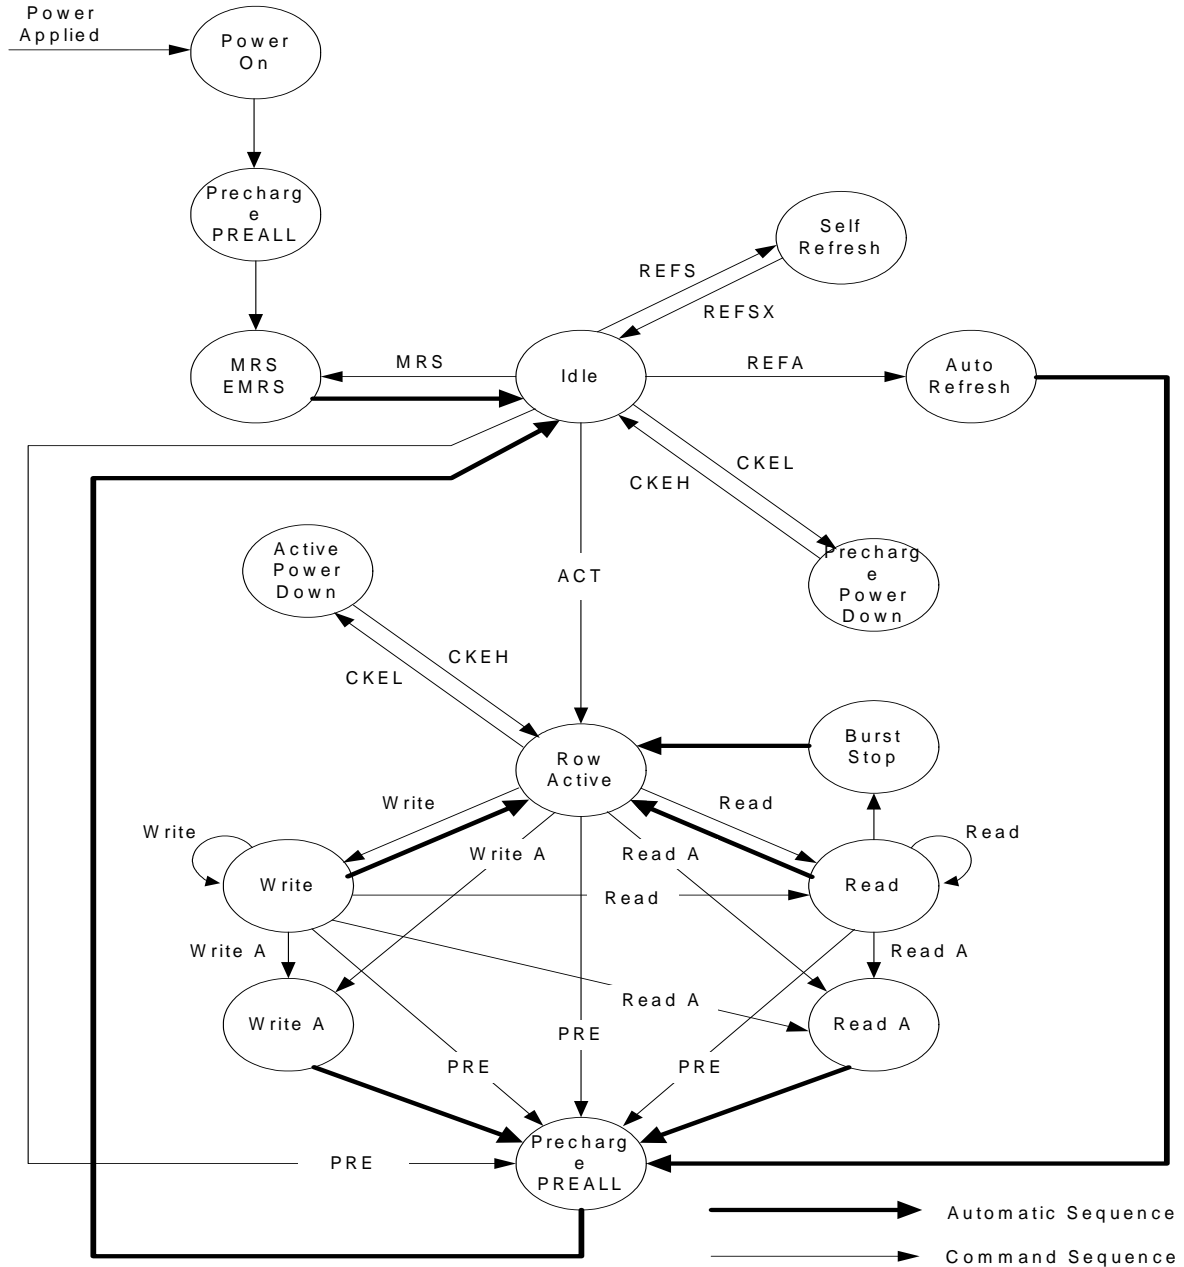 Power
Applied
Power
On
Precharg
e
PREALL
Self
Refresh
REFS
REFSX
MRS
EMRS
MRS
Idle
REFA
Auto
Refresh
CKEL
CKEH
Active
Power
Down
ACT
Precharg
e
Power
Down
CKEH
CKEL
Row
Active
Burst
Stop
Write
Read
Write
Write A
Read A
Read
Write
Read
Read
Write A
Read A
Write A
Read A
Read A
PRE
PRE
PRE
Precharg
e
PREALL
PRE
Automatic Sequence
Command Sequence